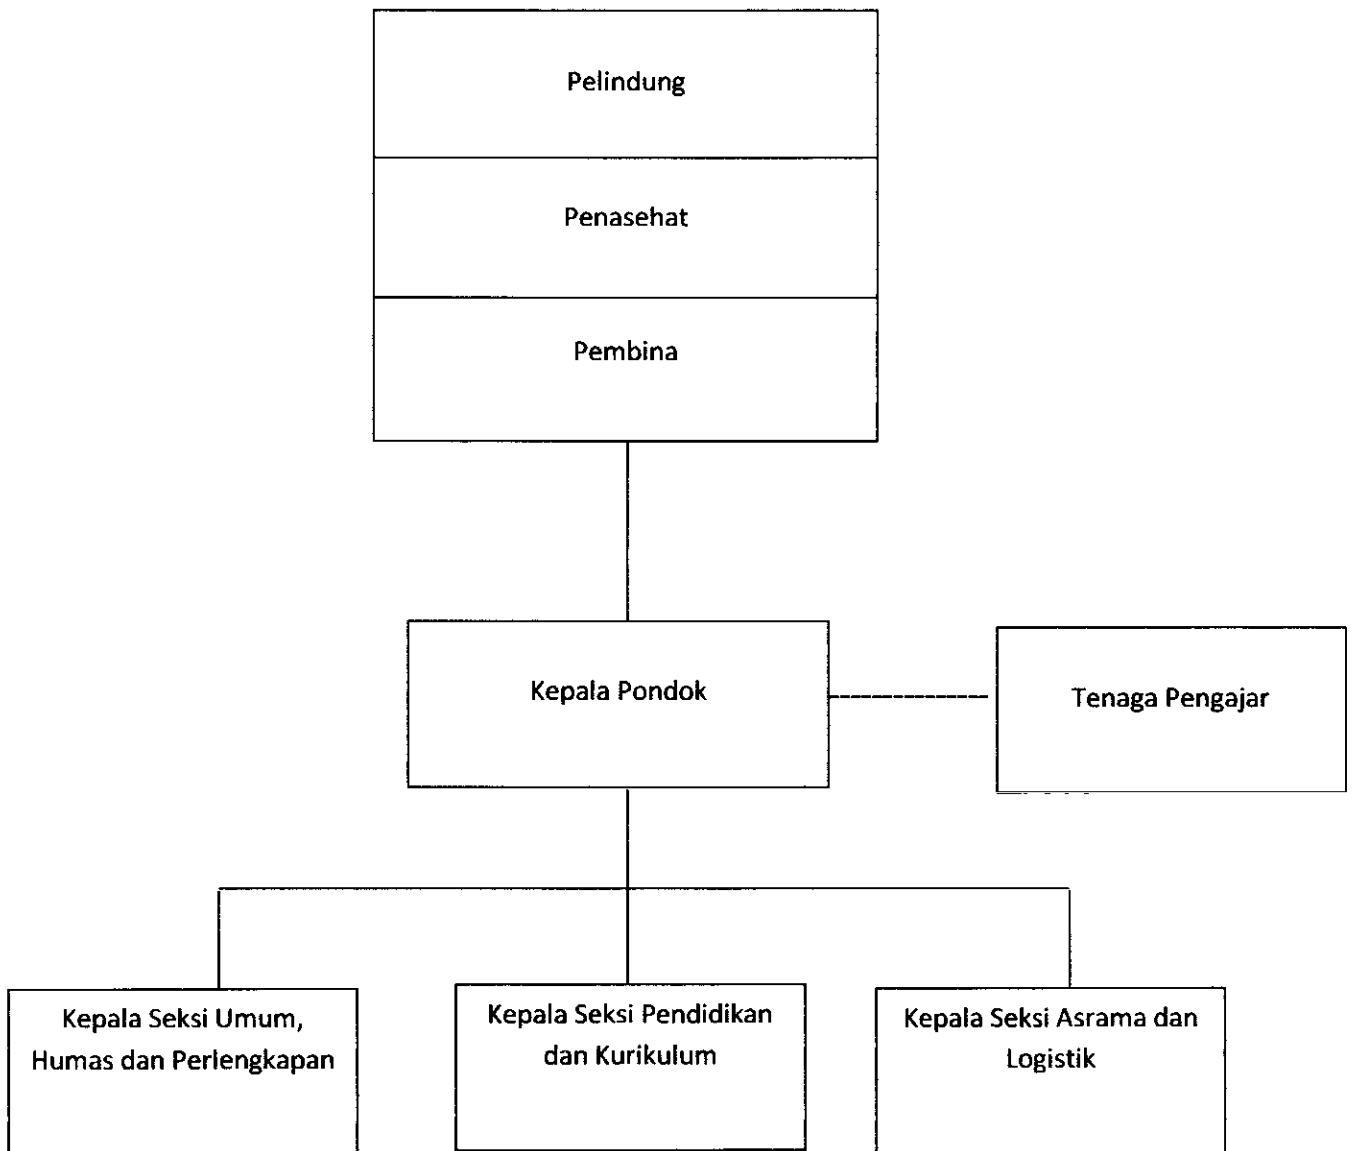 Pelindung
Penasehat
Pembina
Kepala Pondok
Tenaga Pengajar
Kepala Seksi Umum,
Humas dan Perlengkapan
Kepala Seksi Pendidikan
dan Kurikulum
Kepala Seksi Asrama dan
Logistik